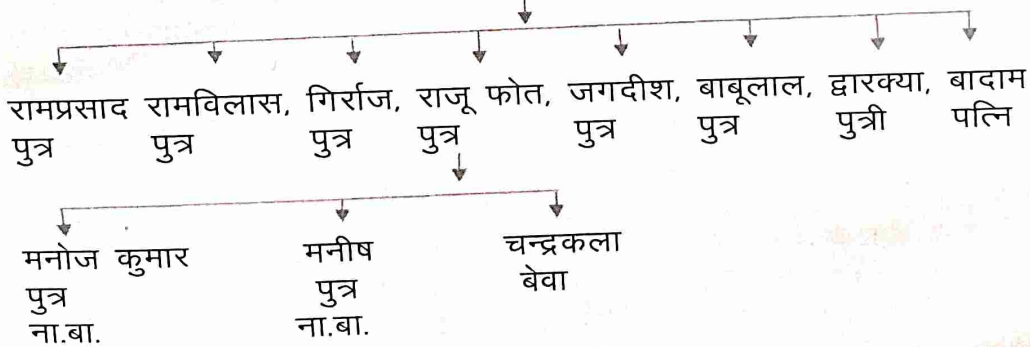 रामप्रसाद रामविलास, गिर्राज, राजू फोत, जगदीश, बाबूलाल, द्वारक्या, बादाम
पुत्र पुत्र पुत्र पुत्र पुत्र पुत्र पुत्री पत्नि
मनोज कुमार मनीष चन्द्रकला
पुत्र पुत्र बेवा
ना.बा. ना.बा.